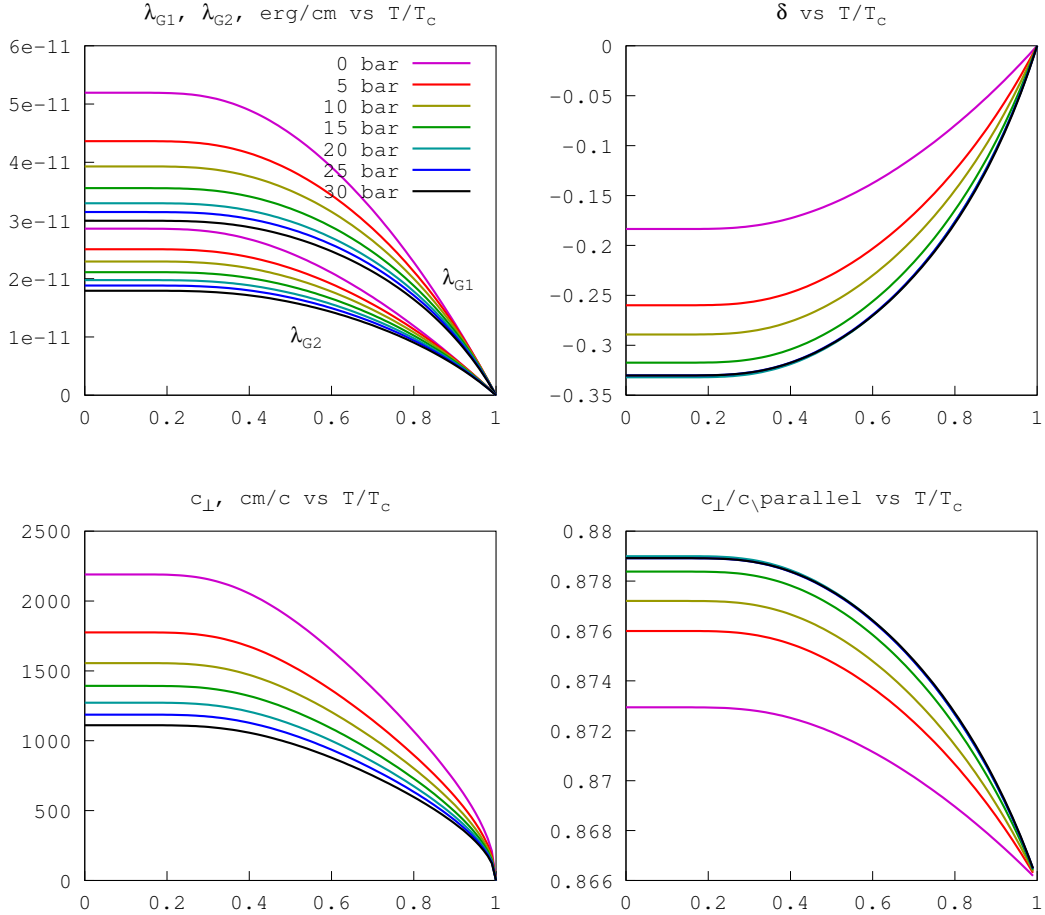 λG1, λG2, erg/cm vs T/Tc
6e−11
5e−11
4e−11
3e−11
2e−11
1e−11
0
0 0.2 0.4 0.6 0.8 1
0 bar
5 bar
10 bar
15 bar
20 bar
25 bar
30 bar
λG1
λG2
δ vs T/Tc
0
−0.05
−0.1
−0.15
−0.2
−0.25
−0.3
−0.35
0 0.2 0.4 0.6 0.8 1
c⊥, cm/c vs T/Tc
2500
2000
1500
1000
500
0
0 0.2 0.4 0.6 0.8 1
c⊥/c\parallel vs T/Tc
0.88
0.878
0.876
0.874
0.872
0.87
0.868
0.866
0 0.2 0.4 0.6 0.8 1